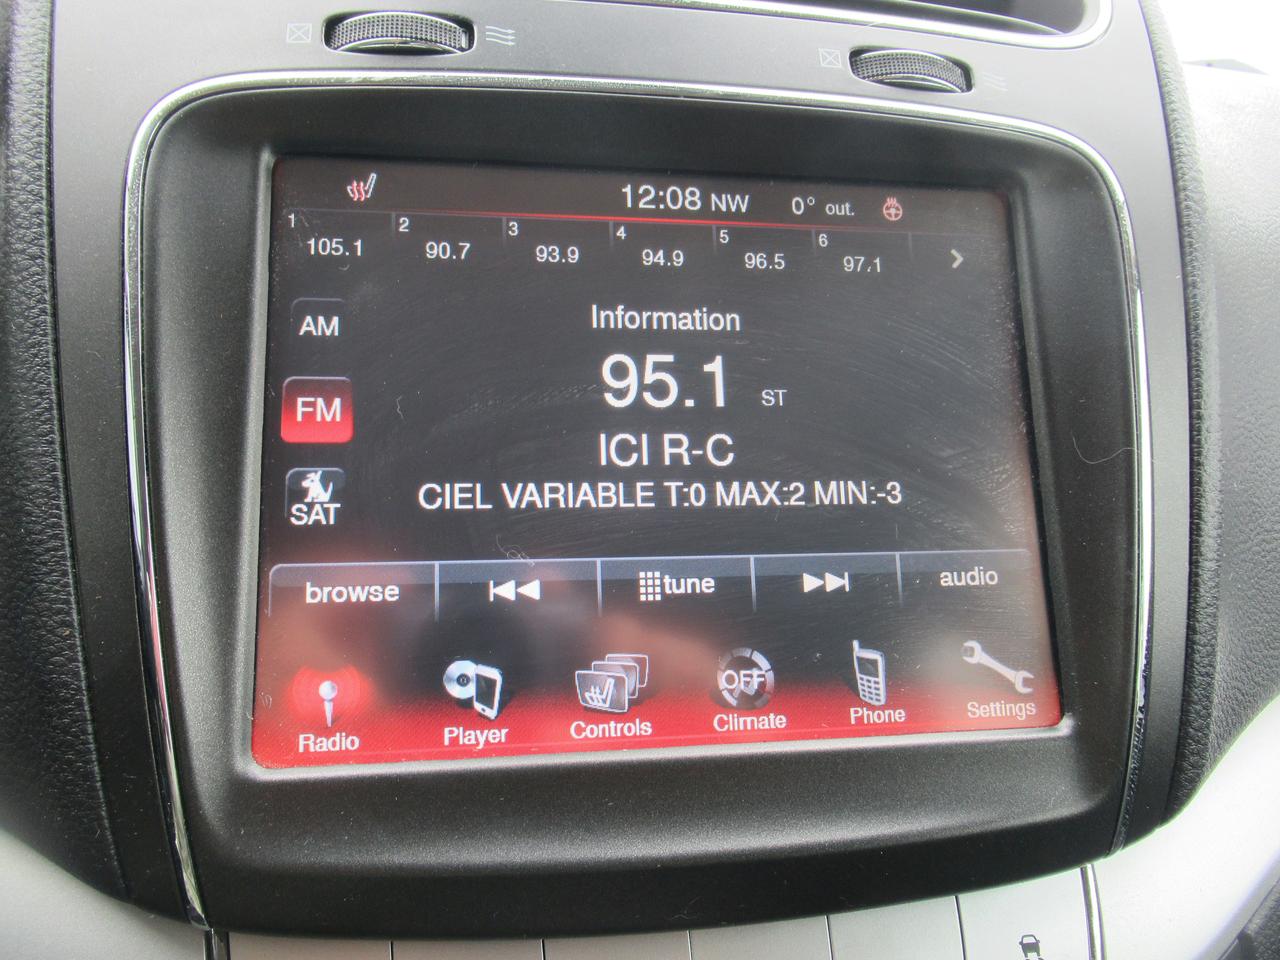 12:08 NW 0° out.
1 2 3 4 5 6
105.1 90.7 93.9 94.9 96.5 97.1
Information
AM
95.1 ST
FM
ICI R-C
SAT
CIEL VARIABLE T:0 MAX:2 MIN:-3
browse tune audio
OFF
Radio Player Controls Climate Phone Settings